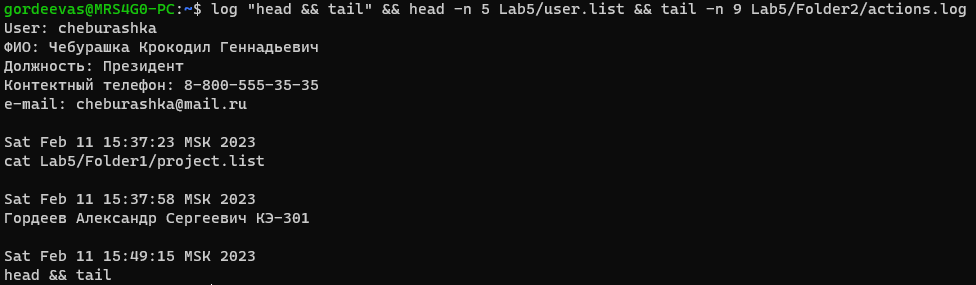 gordeevas@MRS4G0-PC:~$ log "head && tail" && head -n 5 Lab5/user.list && tail -n 9 Lab5/Folder2/actions.log
User: cheburashka
ФИО: Чебурашка Крокодил Геннадьевич
Должность: Президент
Контектный телефон: 8-800-555-35-35
e-mail: cheburashka@mail.ru
Sat Feb 11 15:37:23 MSK 2023
cat Lab5/Folder1/project.list
Sat Feb 11 15:37:58 MSK 2023
Гордеев Александр Сергеевич КЭ-301
Sat Feb 11 15:49:15 MSK 2023
head && tail